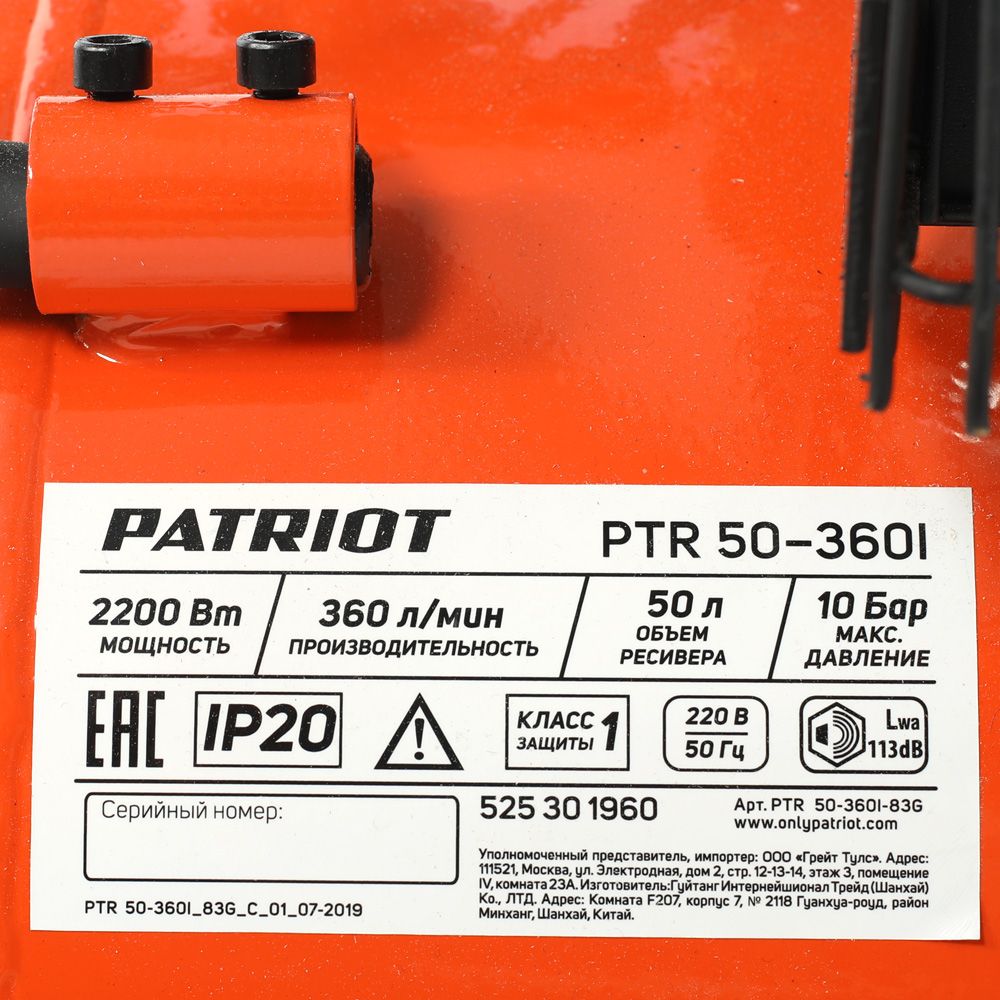 PATRIOT
PTR 50-360I
2200 Вт
МОЩНОСТЬ
360 л/мин
ПРОИЗВОДИТЕЛЬНОСТЬ
50 л
ОБЪЕМ
РЕСИВЕРА
10 Бар
МАКС.
ДАВЛЕНИЕ
EAC
IP20
КЛАСС
ЗАЩИТЫ 1
220 В
50 Гц
Lwa
113dB
Серийный номер:
525 30 1960
Арт. PTR 50-360I-83G
www.onlypatriot.com
Уполномоченный представитель, импортер: ООО «Грейт Тулс». Адрес:
111521, Москва, ул. Электродная, дом 2, стр. 12-13-14, этаж 3, помещение
IV, комната 23А. Изготовитель:Гуйтанг Интернейшионал Трейд (Шанхай)
Ко., ЛТД. Адрес: Комната F207, корпус 7, № 2118 Гуанхуа-роуд, район
Минханг, Шанхай, Китай.
PTR 50-360I_83G_C_01_07-2019